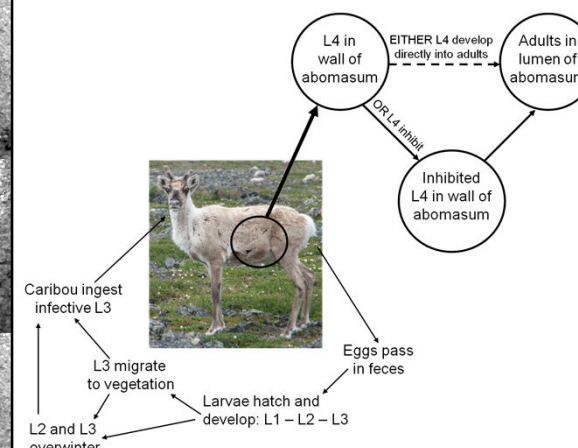 L4 in
wall of
abomasum
EITHER L4 develop
directly into adults
Adults in
lumen of
abomasum
OR L4 inhibit
Inhibited
L4 in wall of
abomasum
Caribou ingest
infective L3
L3 migrate
to vegetation
Eggs pass
in feces
Larvae hatch and
develop: L1 – L2 – L3
L2 and L3
overwinter